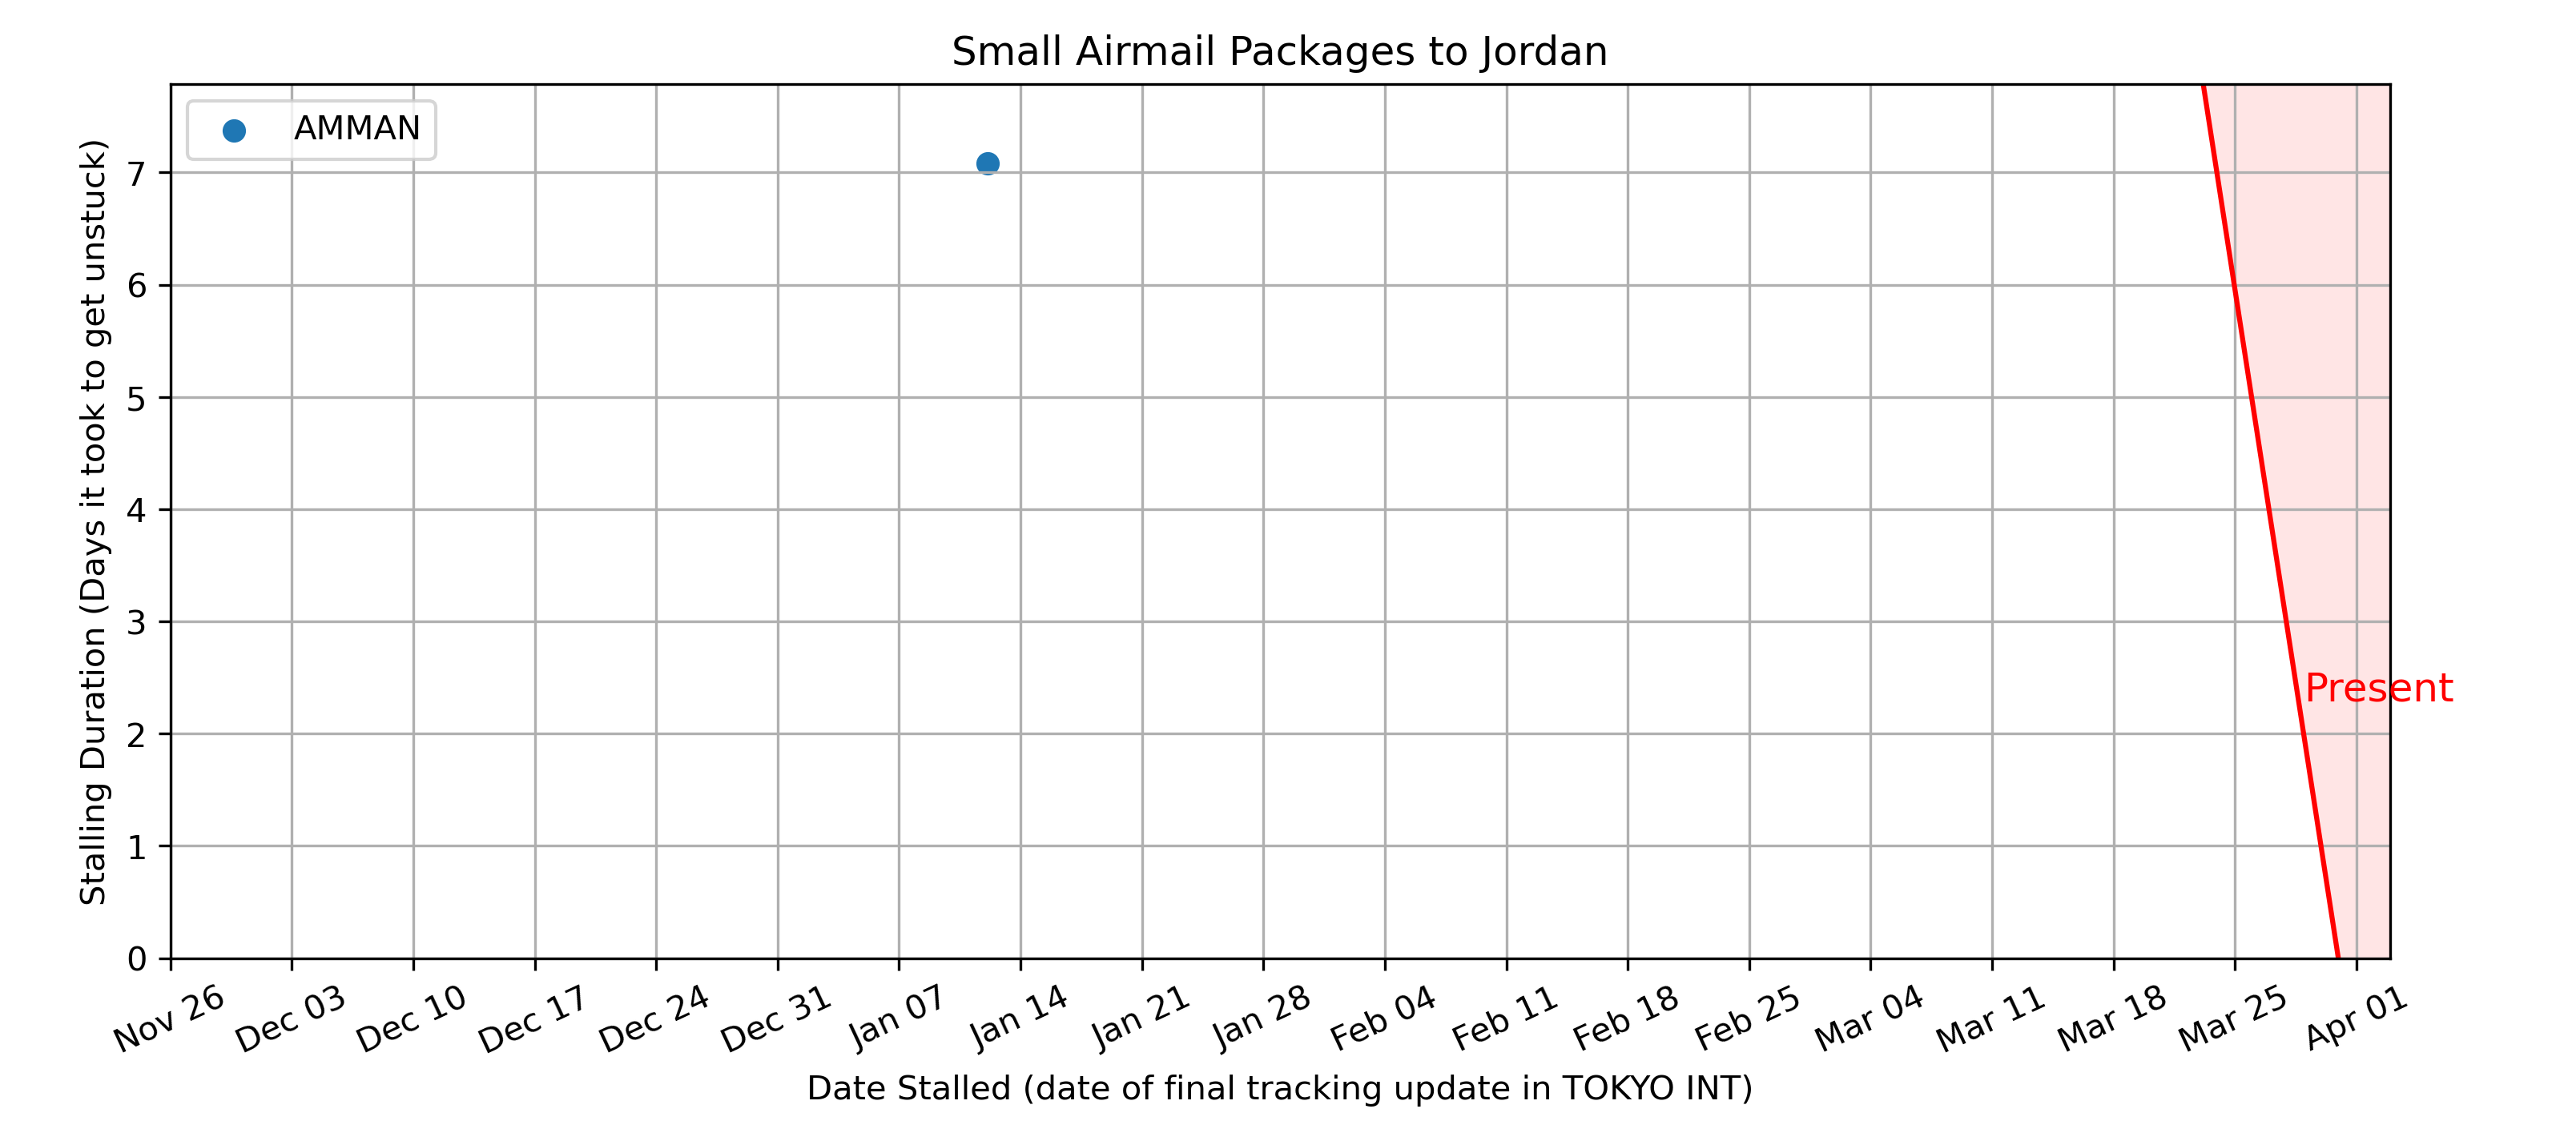 Small Airmail Packages to Jordan
AMMAN
Stalling Duration (Days it took to get unstuck)
7
6
5
4
3
2
1
0
Present
Nov 26 Dec 03 Dec 10 Dec 17 Dec 24 Dec 31 Jan 07 Jan 14 Jan 21 Jan 28 Feb 04 Feb 11 Feb 18 Feb 25 Mar 04 Mar 11 Mar 18 Mar 25 Apr 01
Date Stalled (date of final tracking update in TOKYO INT)